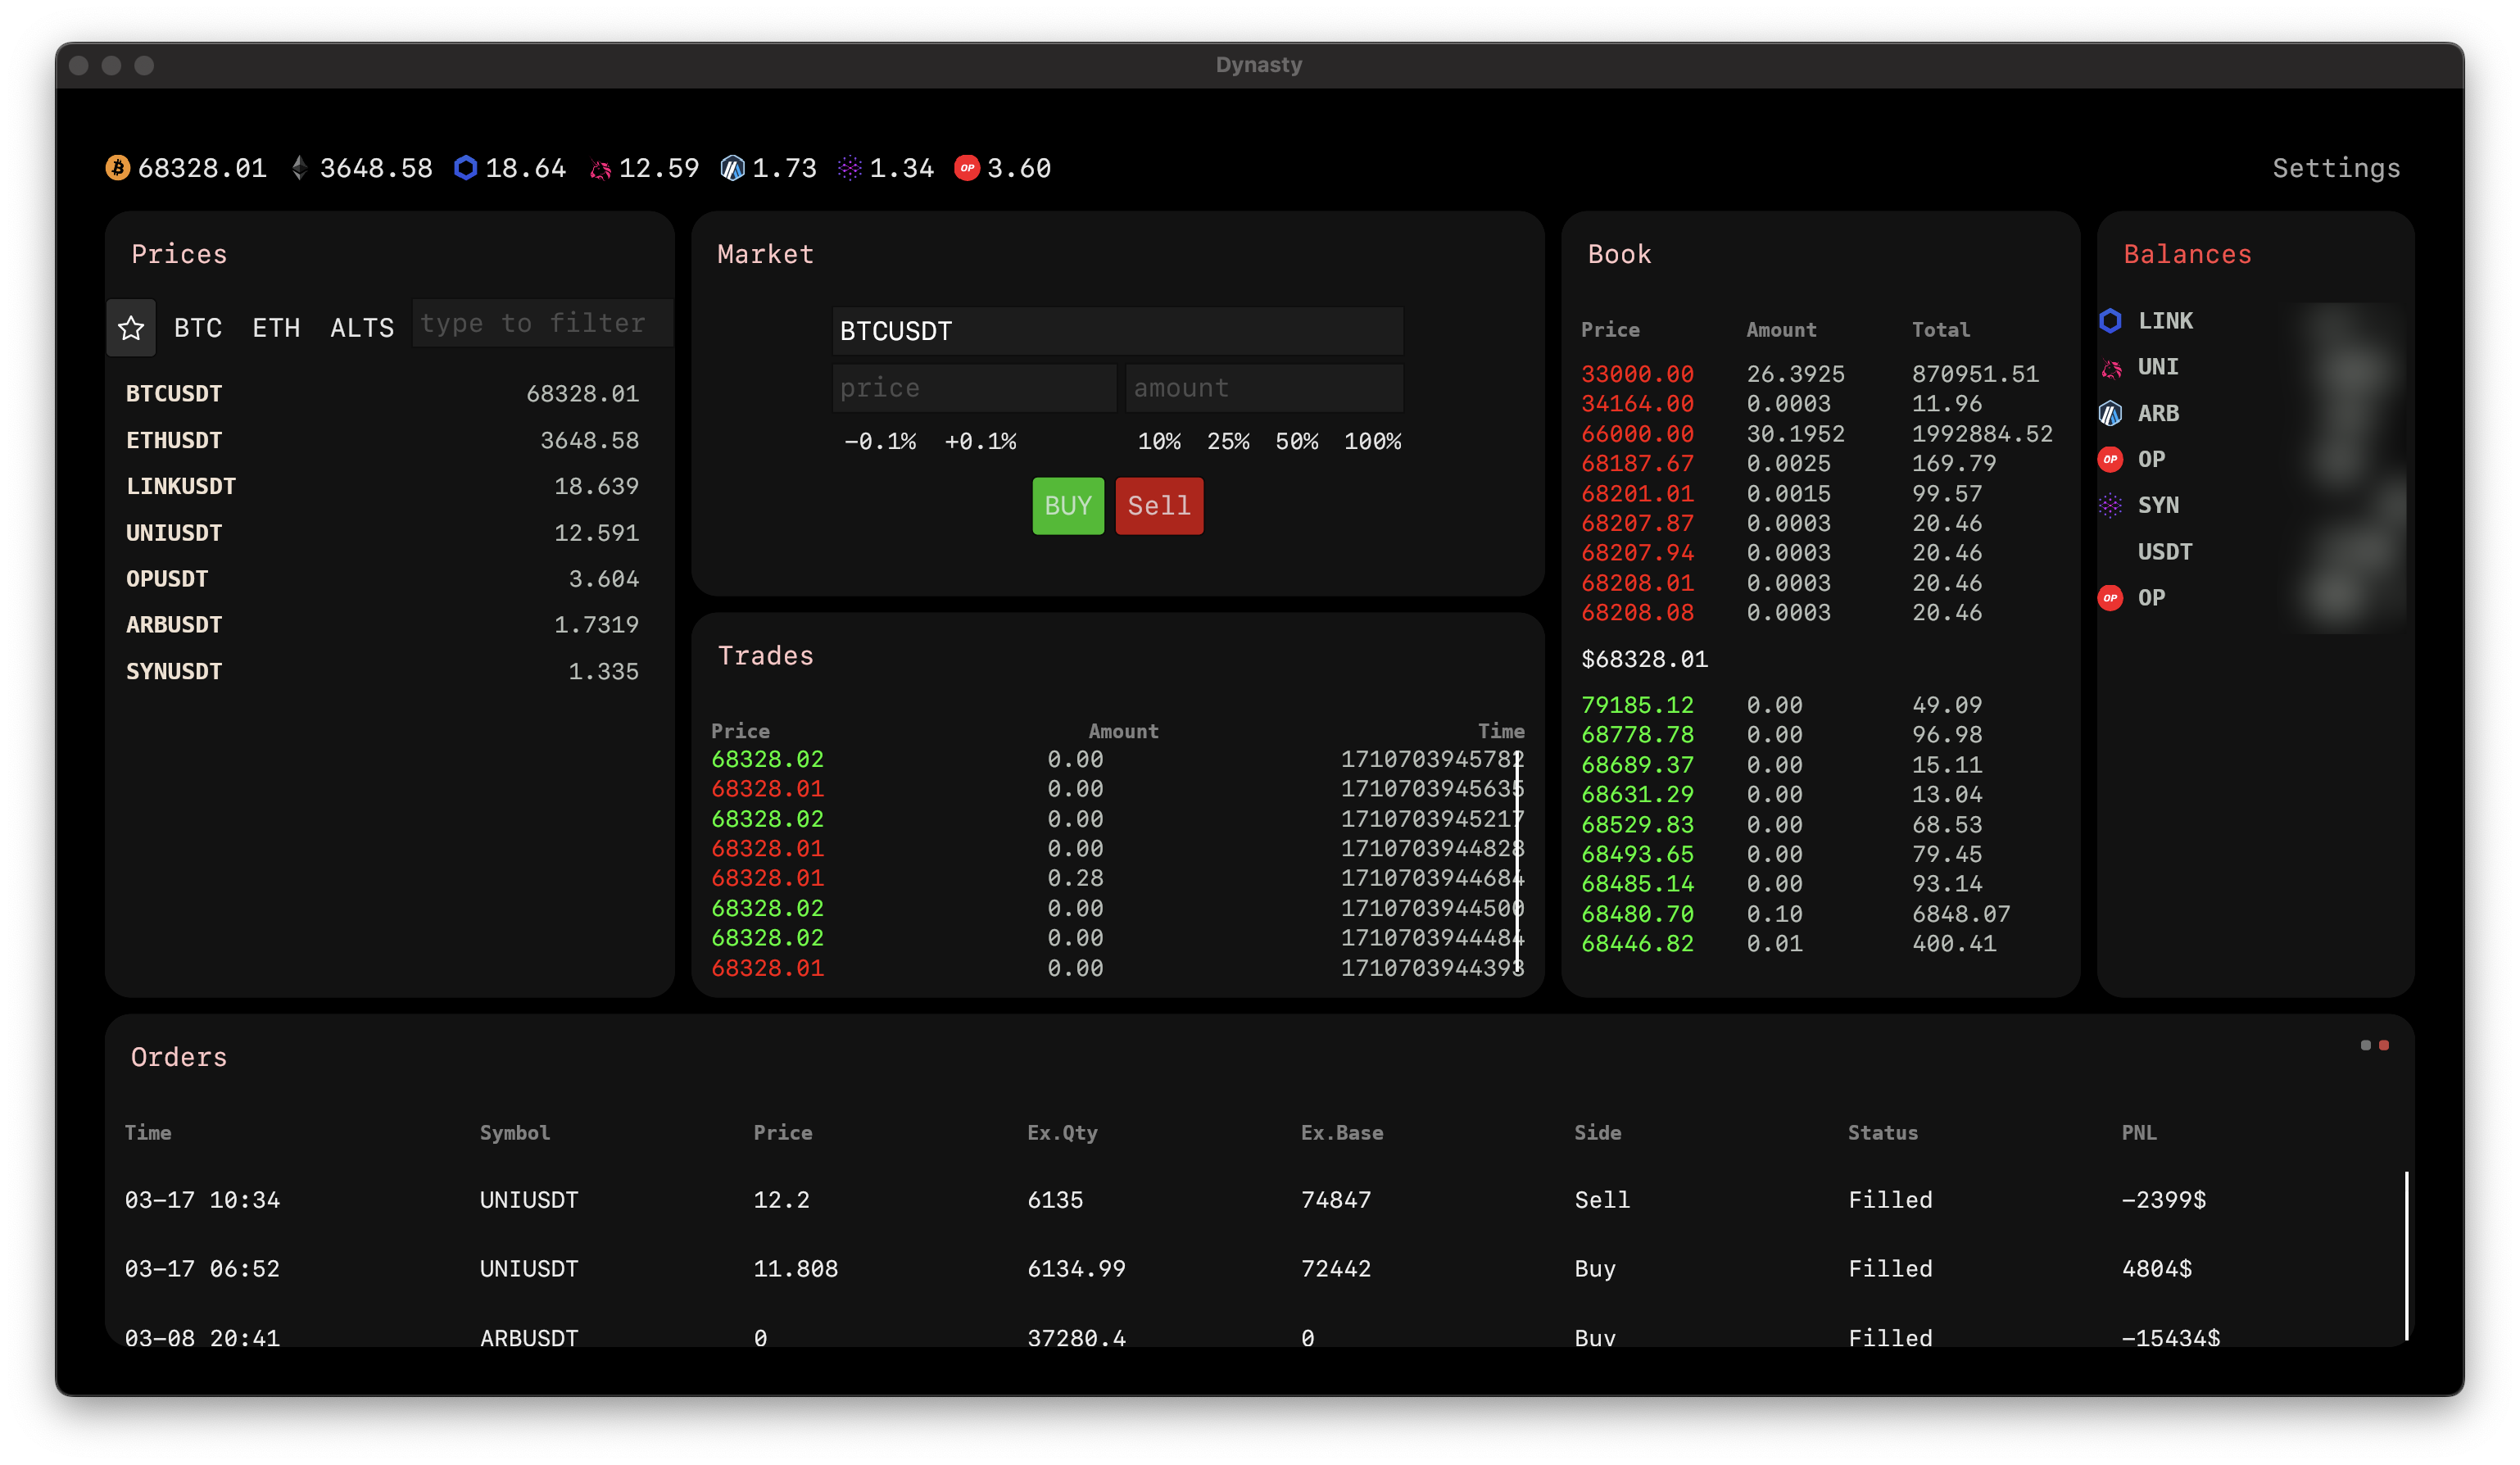 Dynasty
68328.01 3648.58 18.64 12.59 1.73 1.34 OP 3.60 Settings
Prices
BTC ETH ALTS type to filter
BTCUSDT 68328.01
ETHUSDT 3648.58
LINKUSDT 18.639
UNIUSDT 12.591
OPUSDT 3.604
ARBUSDT 1.7319
SYNUSDT 1.335
Market
BTCUSDT
price amount
-0.1% +0.1% 10% 25% 50% 100%
BUY Sell
Trades
Price Amount Time
68328.02 0.00 1710703945782
68328.01 0.00 1710703945635
68328.02 0.00 1710703945217
68328.01 0.00 1710703944828
68328.01 0.28 1710703944684
68328.02 0.00 1710703944500
68328.02 0.00 1710703944484
68328.01 0.00 1710703944393
Book
Price Amount Total
33000.00 26.3925 870951.51
34164.00 0.0003 11.96
66000.00 30.1952 1992884.52
68187.67 0.0025 169.79
68201.01 0.0015 99.57
68207.87 0.0003 20.46
68207.94 0.0003 20.46
68208.01 0.0003 20.46
68208.08 0.0003 20.46
$68328.01
79185.12 0.00 49.09
68778.78 0.00 96.98
68689.37 0.00 15.11
68631.29 0.00 13.04
68529.83 0.00 68.53
68493.65 0.00 79.45
68485.14 0.00 93.14
68480.70 0.10 6848.07
68446.82 0.01 400.41
Balances
LINK
UNI
ARB
OP OP
SYN
USDT
OP OP
Orders
Time Symbol Price Ex.Qty Ex.Base Side Status PNL
03-17 10:34 UNIUSDT 12.2 6135 74847 Sell Filled -2399$
03-17 06:52 UNIUSDT 11.808 6134.99 72442 Buy Filled 4804$
03-08 20:41 ARBUSDT 0 37280.4 0 Buy Filled -15434$